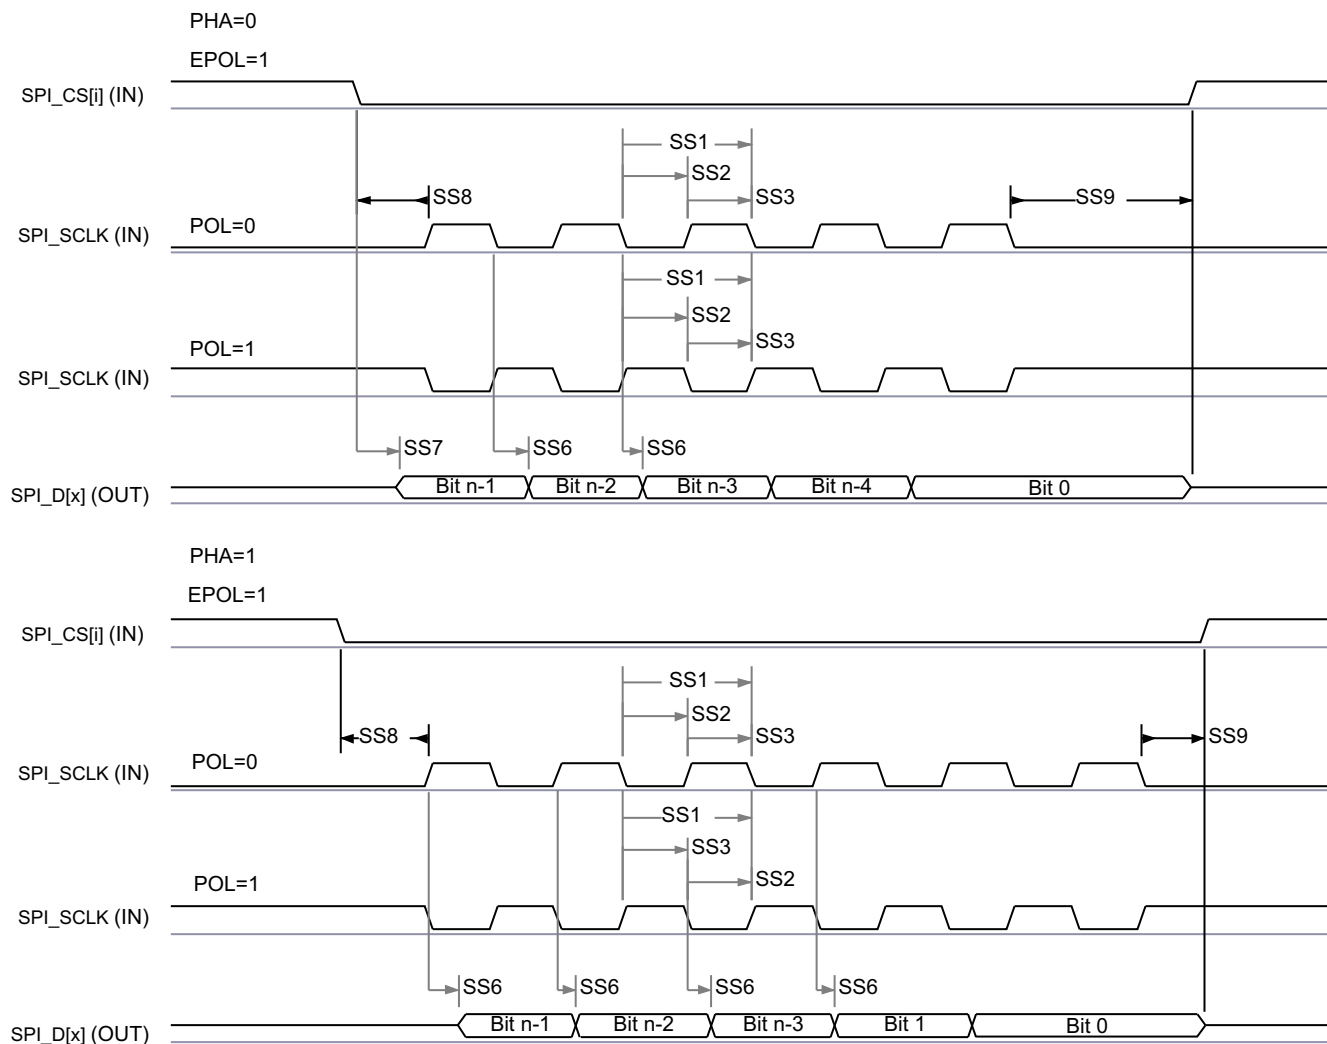 PHA=0
EPOL=1
SPI_CS[i] (IN)
SS1
SS2
SS8
SS3
SS9
POL=0
SPI_SCLK (IN)
SS1
SS2
SS3
POL=1
SPI_SCLK (IN)
SS7
SS6
SS6
SPI_D[x] (OUT)
Bit n-1
Bit n-2
Bit n-3
Bit n-4
Bit 0
PHA=1
EPOL=1
SPI_CS[i] (IN)
SS1
SS2
SS8
SS3
SS9
POL=0
SPI_SCLK (IN)
SS1
SS3
SS2
POL=1
SPI_SCLK (IN)
SS6
SS6
SS6
SS6
SPI_D[x] (OUT)
Bit n-1
Bit n-2
Bit n-3
Bit 1
Bit 0